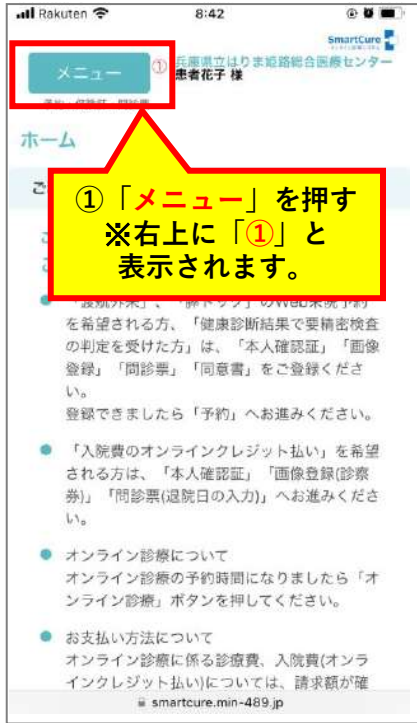 Rakuten 8:42
SmartCure
メニュー ①
兵庫県立はりま姫路総合医療センター
患者花子 様
ホーム
ご
①「メニュー」を押す
※右上に「①」と
表示されます。
を希望される方、「健康診断結果で要精密検査
の判定を受けた方」は、「本人確認証」「画像
登録」「問診票」「同意書」をご登録くださ
い。
登録できましたら「予約」へお進みください。
「入院費のオンラインクレジット払い」を希望
される方は、「本人確認証」「画像登録(診察
券)」「問診票(退院日の入力)」へお進みくださ
い。
オンライン診療について
オンライン診療の予約時間になりましたら「オ
ンライン診療」ボタンを押してください。
お支払い方法について
オンライン診療に係る診療費、入院費(オンラ
インクレジット払い)については、請求額が確
smartcure.min-489.jp